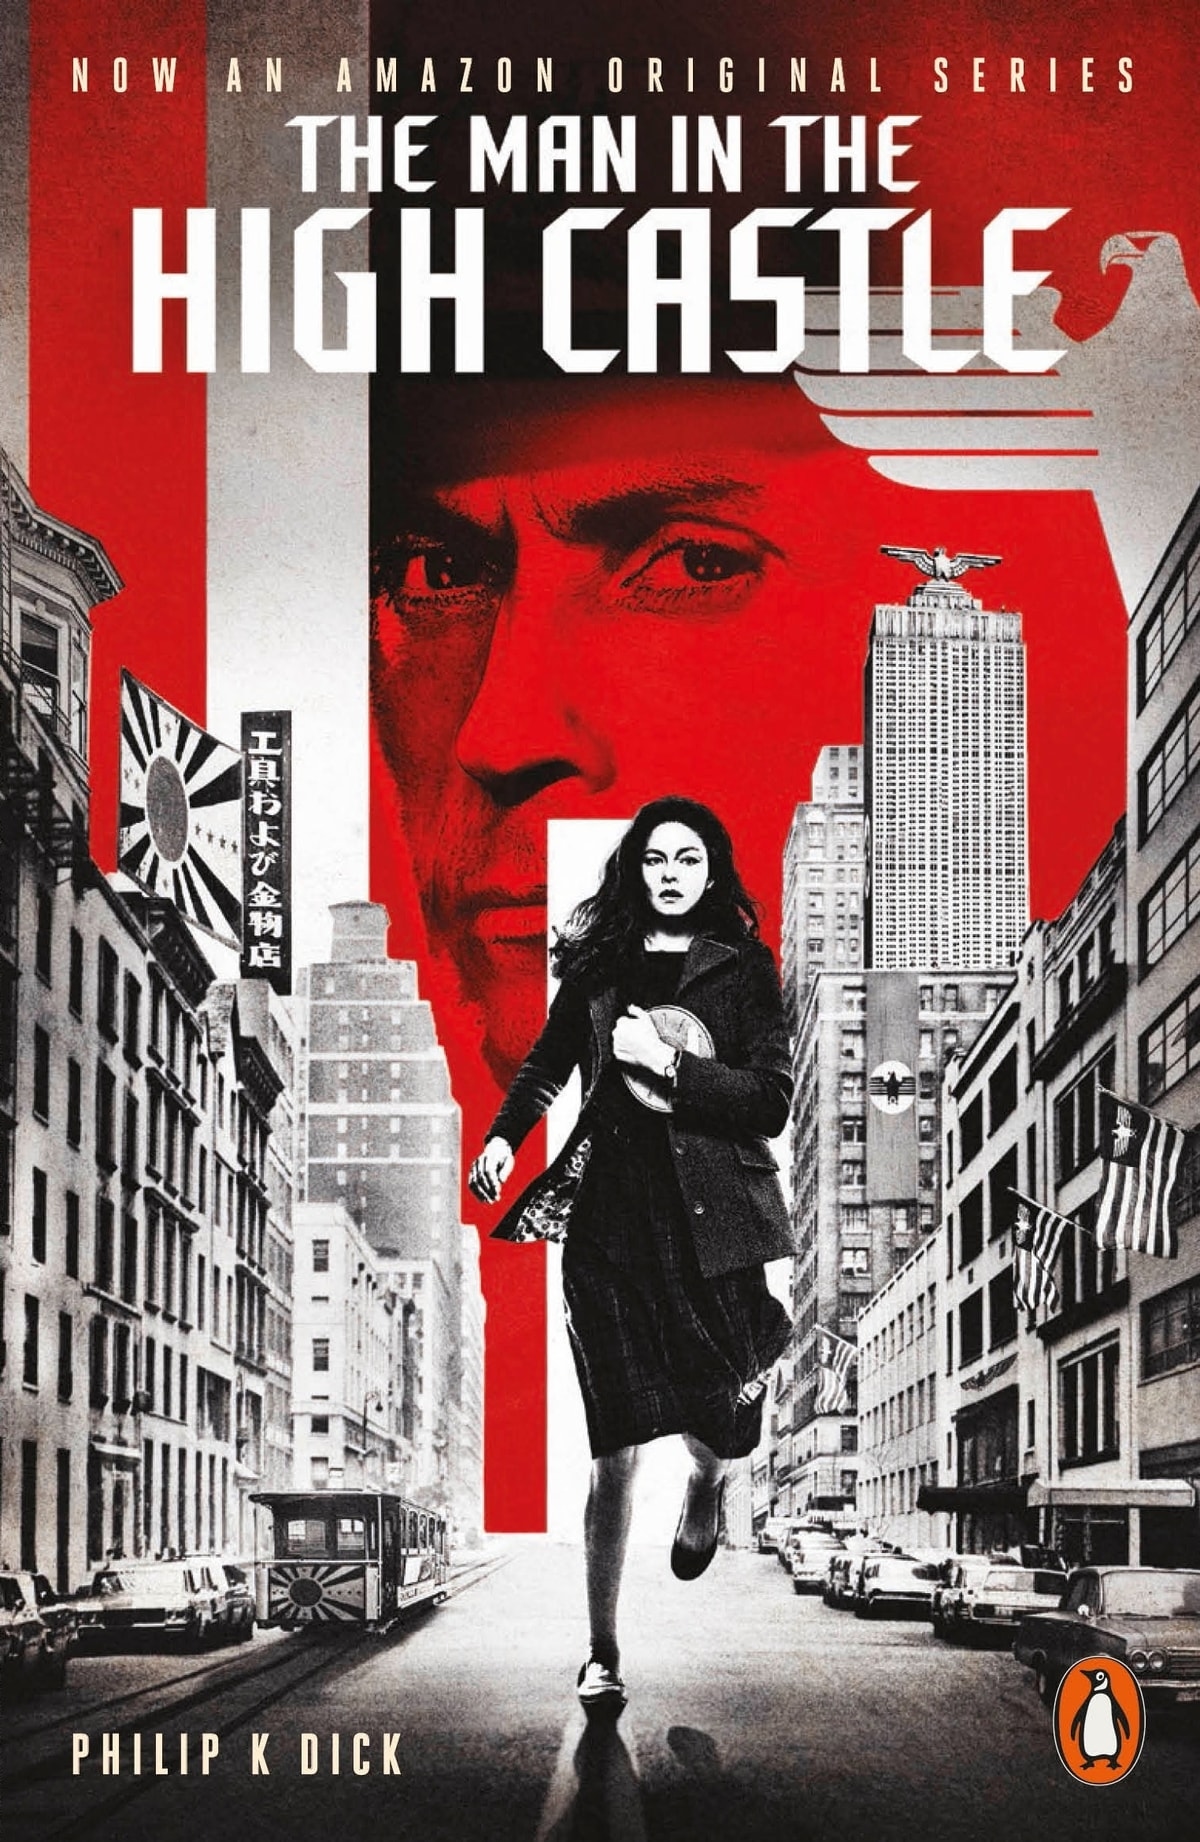 NOW AN AMAZON ORIGINAL SERIES
THE MAN IN THE
HIGH CASTLE
工具および金物店
PHILIP K DICK